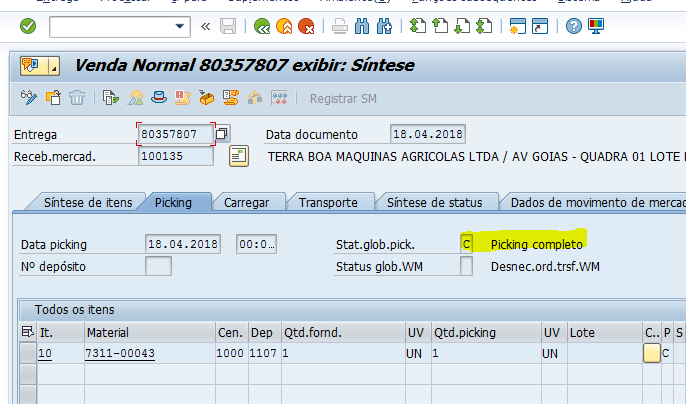 Venda Normal 80357807 exibir: Síntese
Registrar SM
Entrega 80357807 Data documento 18.04.2018
Receb.mercad. 100135 TERRA BOA MAQUINAS AGRICOLAS LTDA / AV GOIAS - QUADRA 01 LOTE
Síntese de itens Picking Carregar Transporte Síntese de status Dados de movimento de mercad
Data picking 18.04.2018 00:0... Stat.glob.pick. C Picking completo
Nº depósito Status glob.WM Desnec.ord.trsf.WM
Todos os itens
It. Material Cen. Dep Qtd.fornd. UV Qtd.picking UV Lote C.. P S
10 7311-00043 1000 1107 1 UN 1 UN C